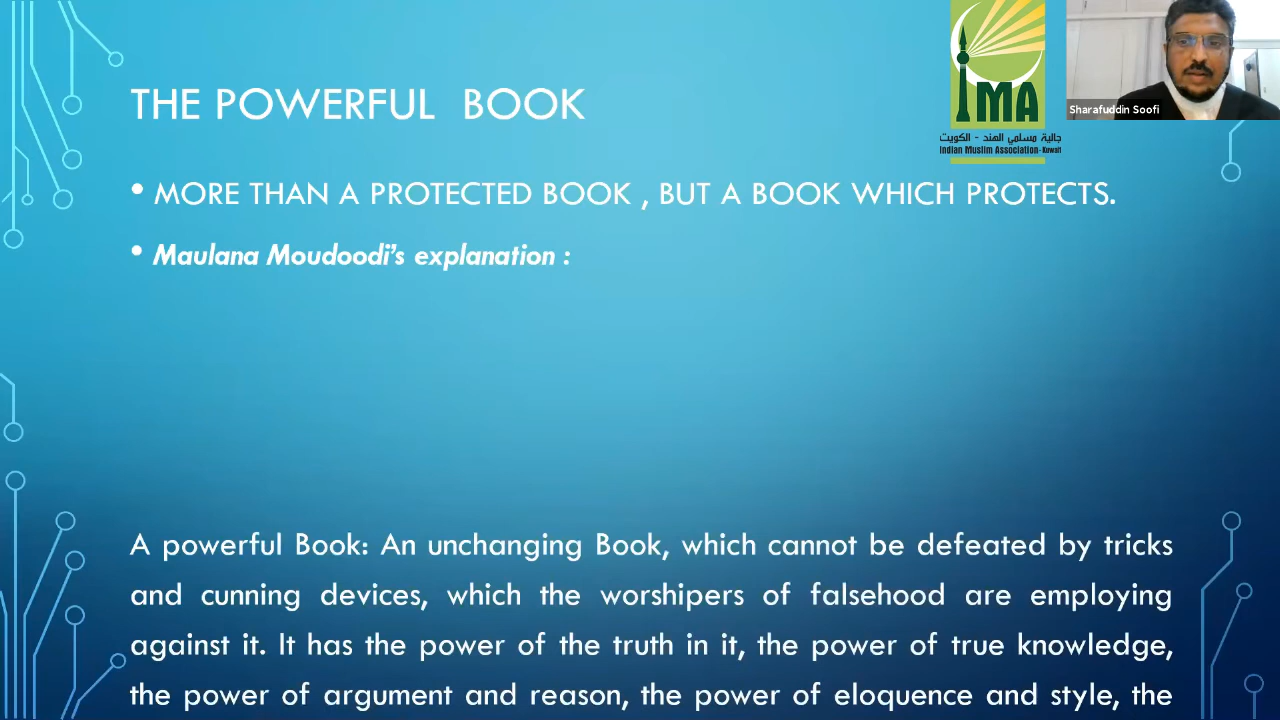 THE POWERFUL BOOK
IMA
جالية مسلمي الهند - الكويت
Indian Muslim Association-Kuwait
Sharafuddin Soofi
• MORE THAN A PROTECTED BOOK , BUT A BOOK WHICH PROTECTS.
• Maulana Moudoodi's explanation :
A powerful Book: An unchanging Book, which cannot be defeated by tricks
and cunning devices, which the worshipers of falsehood are employing
against it. It has the power of the truth in it, the power of true knowledge,
the power of argument and reason, the power of eloquence and style, the